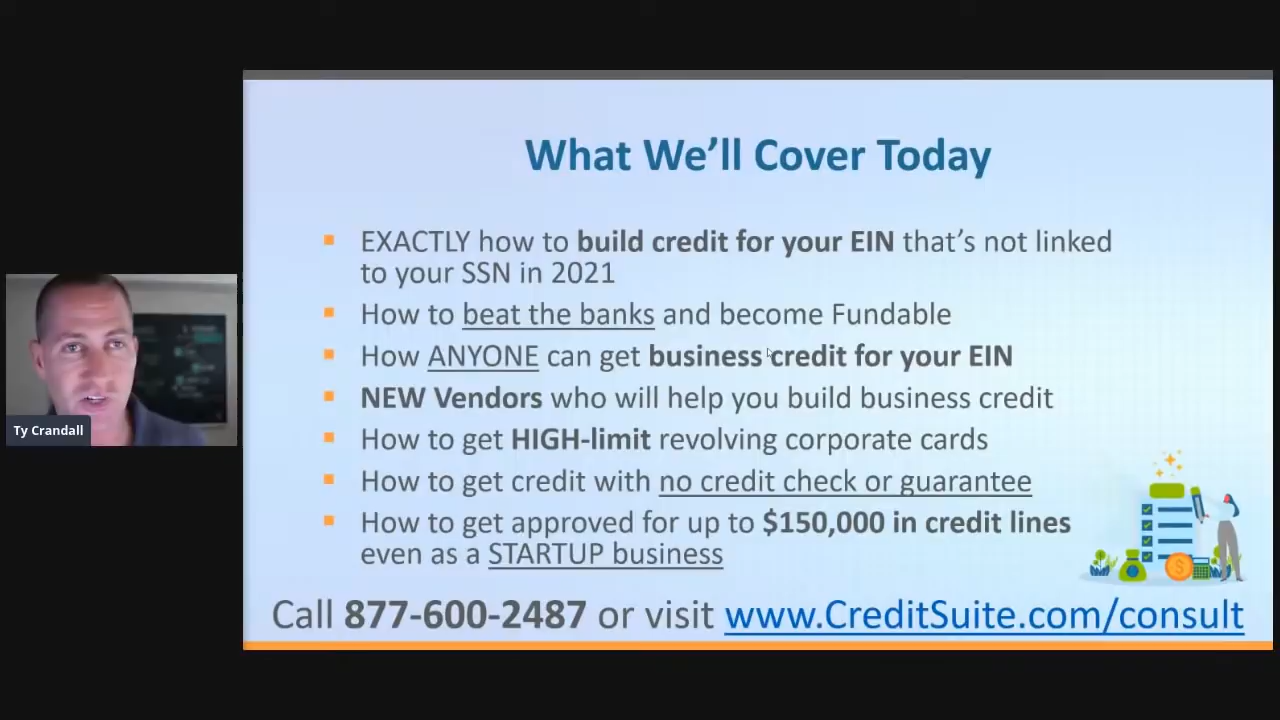 What We’ll Cover Today
EXACTLY how to build credit for your EIN that’s not linked
to your SSN in 2021
How to beat the banks and become Fundable
How ANYONE can get business credit for your EIN
NEW Vendors who will help you build business credit
How to get HIGH-limit revolving corporate cards
How to get credit with no credit check or guarantee
How to get approved for up to $150,000 in credit lines
even as a STARTUP business
Call 877-600-2487 or visit www.CreditSuite.com/consult
Ty Crandall